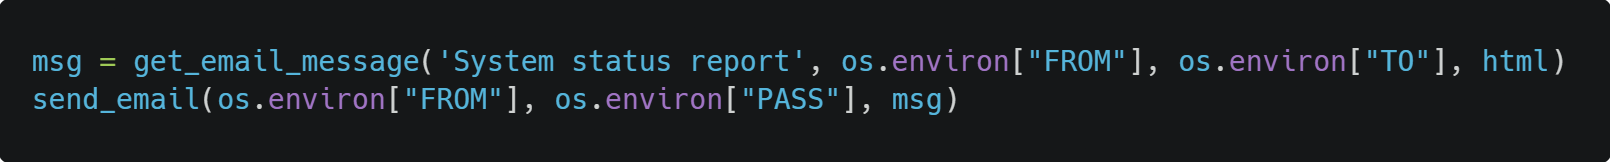 msg = get_email_message('System status report', os.environ["FROM"], os.environ["TO"], html)
send_email(os.environ["FROM"], os.environ["PASS"], msg)